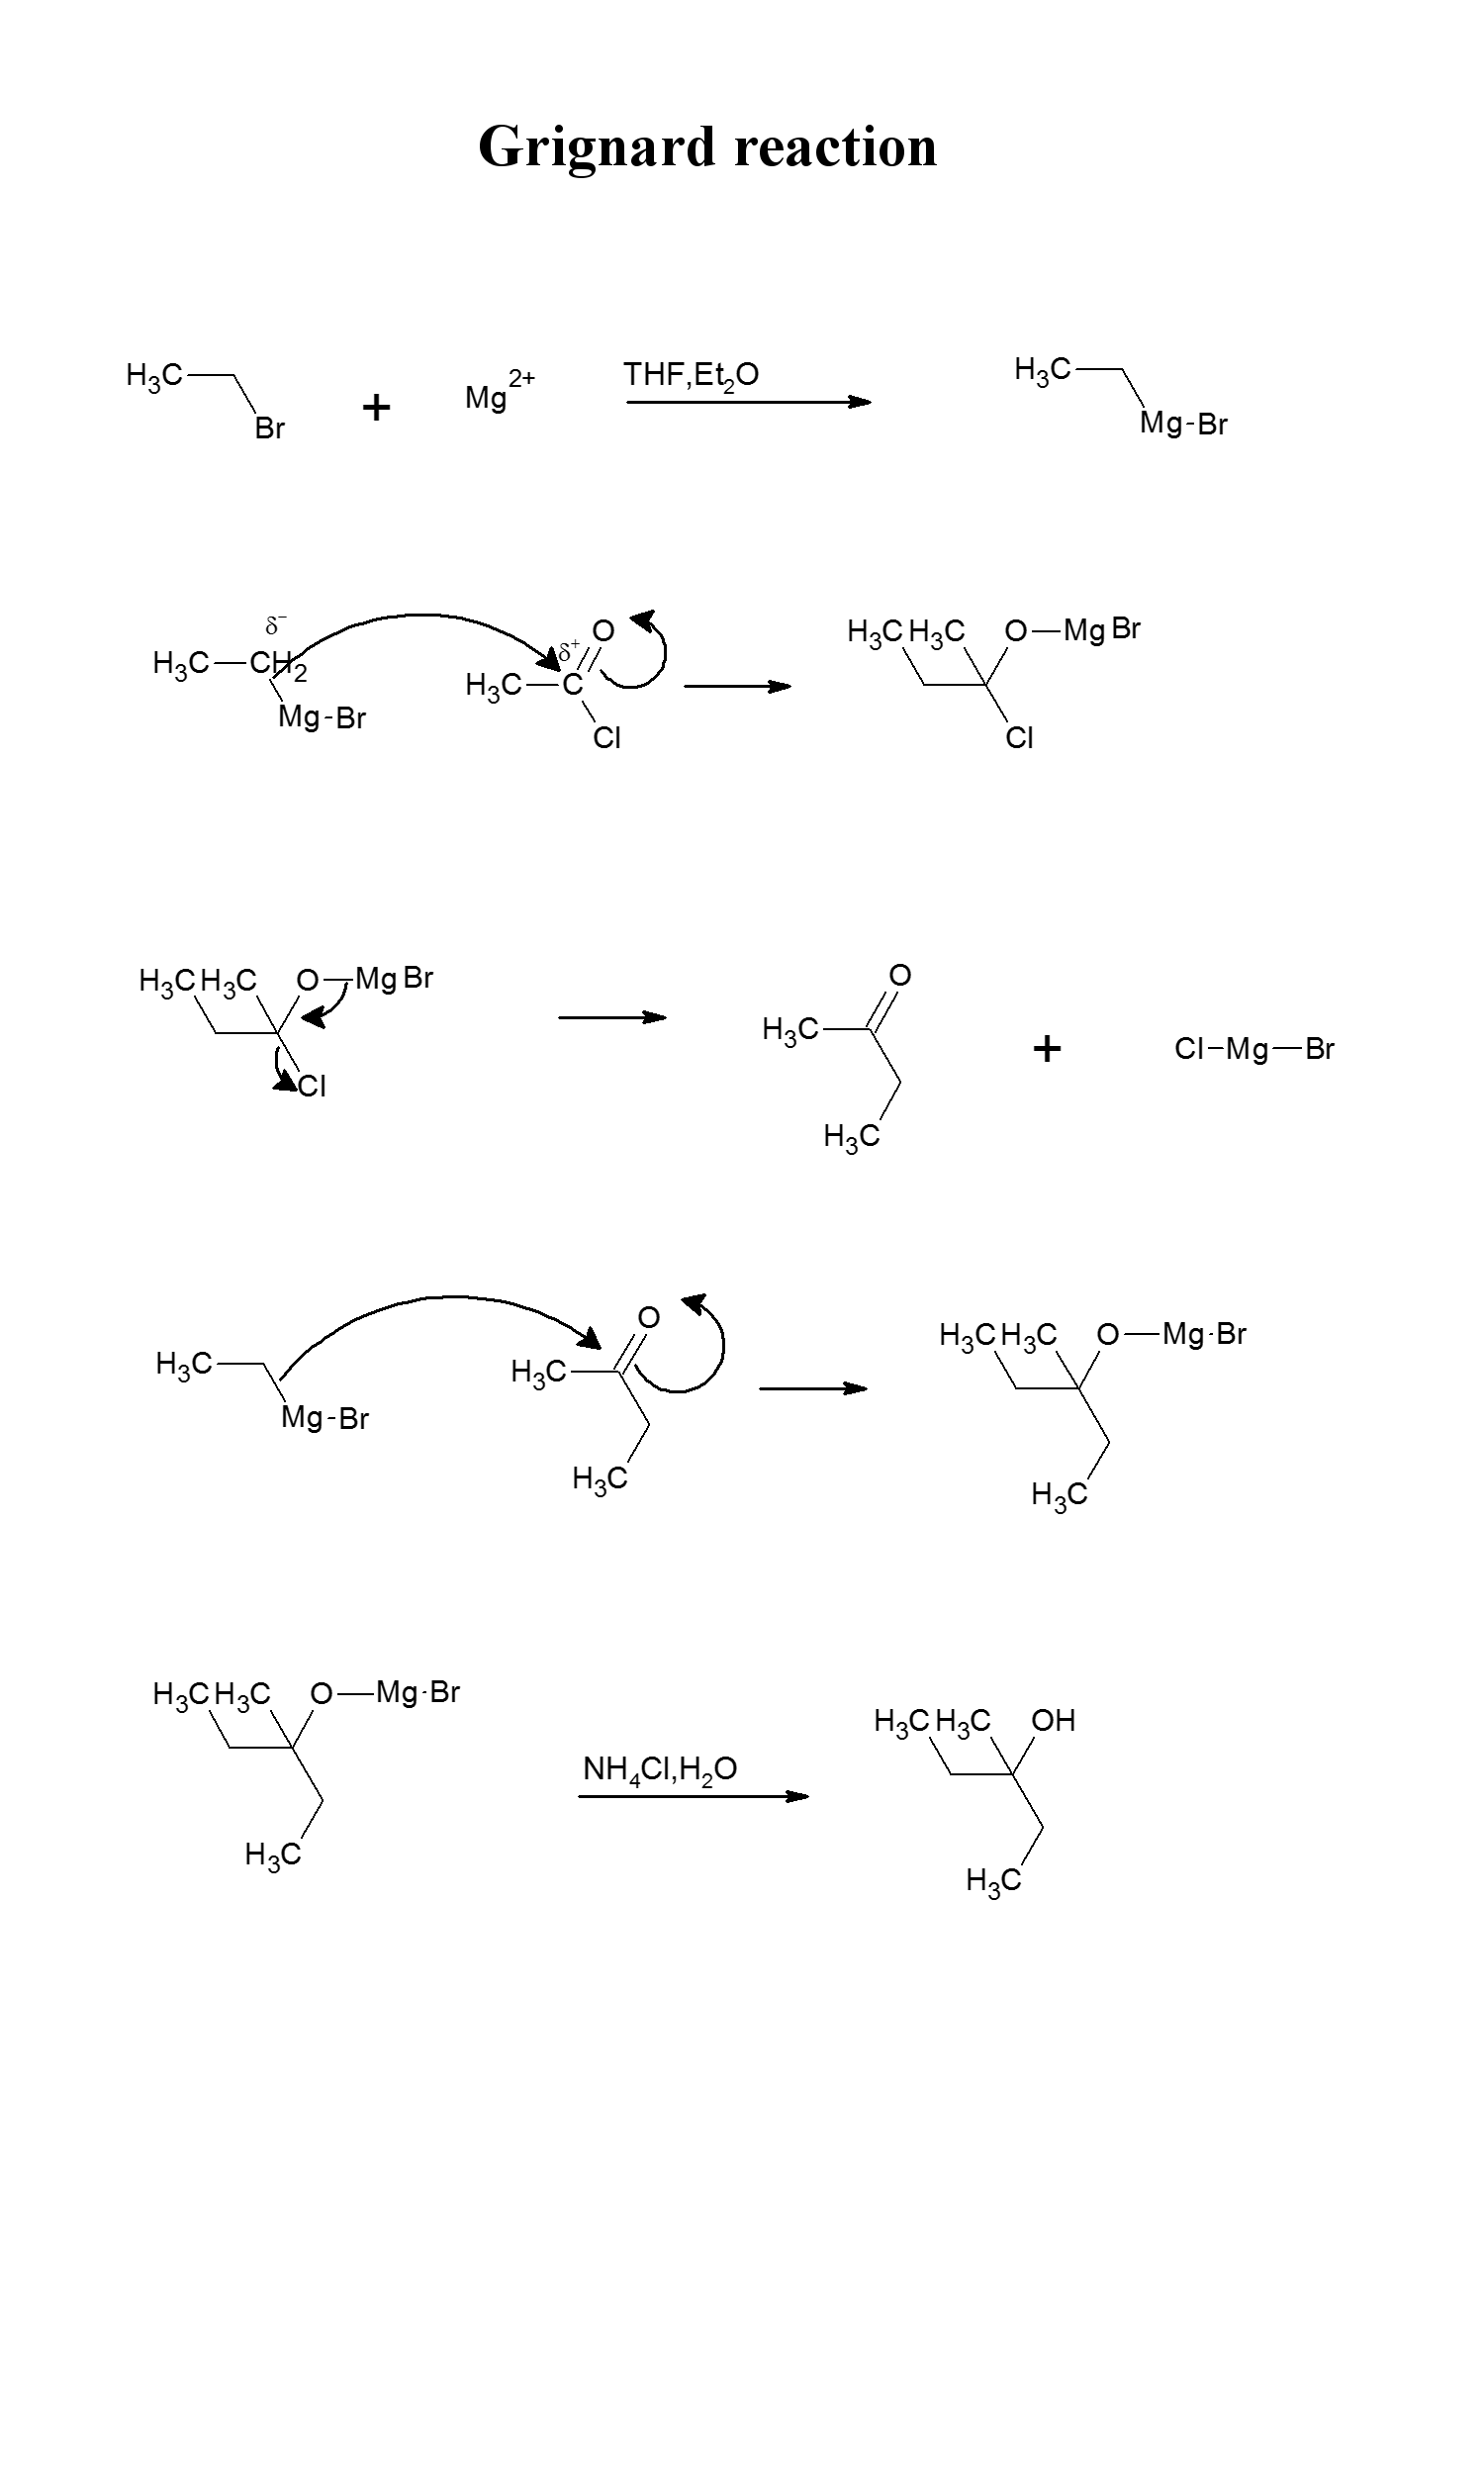 Grignard reaction
H3C Br + Mg2+ THF,Et2O H3C Mg-Br
δ− H3C CH2 Mg-Br H3C δ+ C O Cl H3C H3C O Mg Br Cl
H3C H3C O Mg Br Cl H3C O H3C + Cl Mg Br
H3C Mg-Br H3C O H3C H3C H3C O Mg Br H3C
H3C H3C O Mg Br H3C NH4Cl,H2O H3C H3C OH H3C